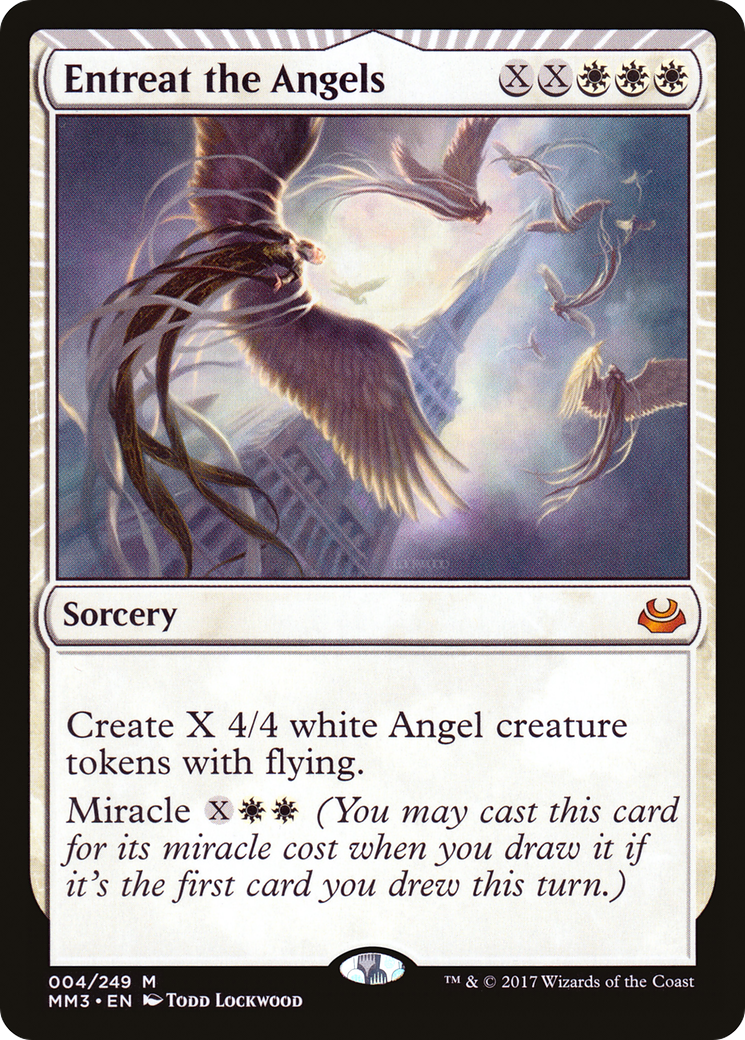 Entreat the Angels XX
LOCKWOOD
Sorcery
Create X 4/4 white Angel creature
tokens with flying.
Miracle X (You may cast this card
for its miracle cost when you draw it if
it's the first card you drew this turn.)
004/249 M ™ & © 2017 Wizards of the Coast
MM3 • EN Todd Lockwood